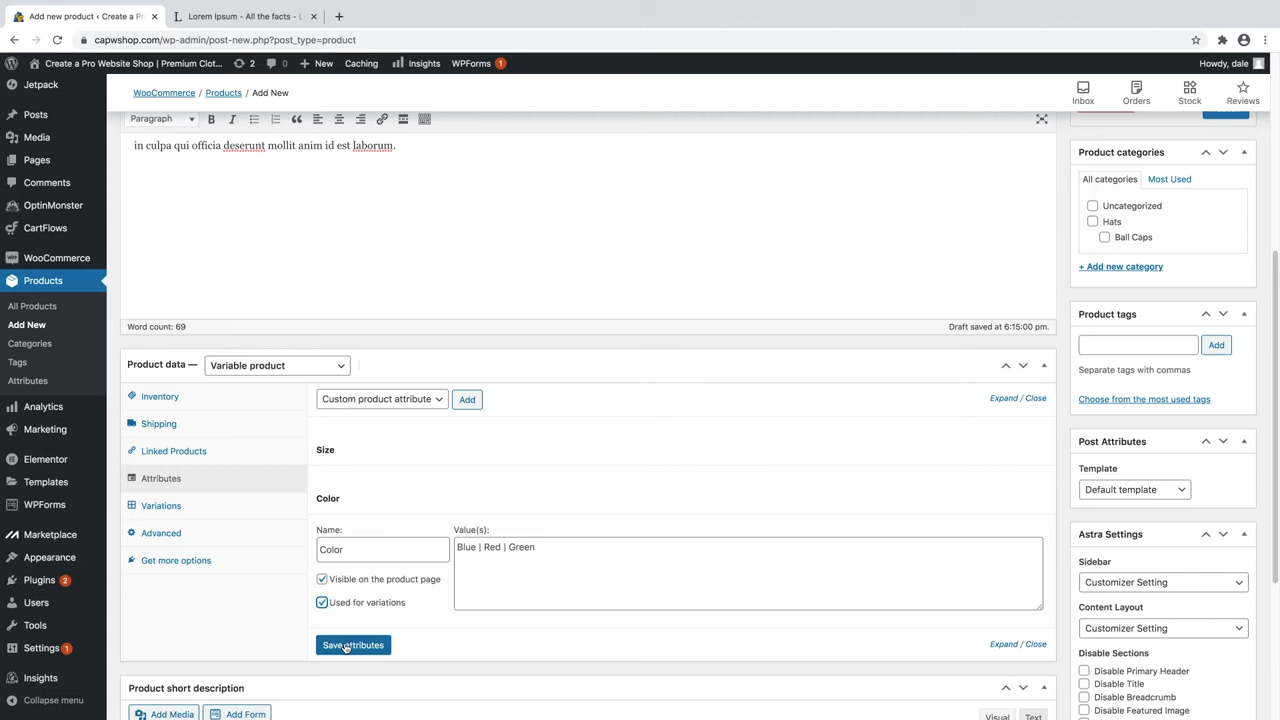 Add new product ‹ Create a Pr
Lorem Ipsum - All the facts - L
capwshop.com/wp-admin/post-new.php?post_type=product
Create a Pro Website Shop | Premium Clot...
2
0
New
Caching
Insights
WPForms 1
Howdy, dale
Jetpack
Posts
Media
Pages
Comments
OptinMonster
CartFlows
WooCommerce
Products
All Products
Add New
Categories
Tags
Attributes
Analytics
Marketing
Elementor
Templates
WPForms
Marketplace
Appearance
Plugins 2
Users
Tools
Settings 1
Insights
Collapse menu
WooCommerce / Products / Add New
Inbox
Orders
Stock
Reviews
Paragraph
in culpa qui officia deserunt mollit anim id est laborum.
Word count: 69
Draft saved at 6:15:00 pm.
Product data — Variable product
Inventory
Shipping
Linked Products
Attributes
Variations
Advanced
Get more options
Custom product attribute
Add
Expand / Close
Size
Color
Name:
Value(s):
Color
Blue | Red | Green
Visible on the product page
Used for variations
Save attributes
Expand / Close
Product short description
Add Media
Add Form
Visual
Text
Product categories
All categories
Most Used
Uncategorized
Hats
Ball Caps
+ Add new category
Product tags
Add
Separate tags with commas
Choose from the most used tags
Post Attributes
Template
Default template
Astra Settings
Sidebar
Customizer Setting
Content Layout
Customizer Setting
Disable Sections
Disable Primary Header
Disable Title
Disable Breadcrumb
Disable Featured Image